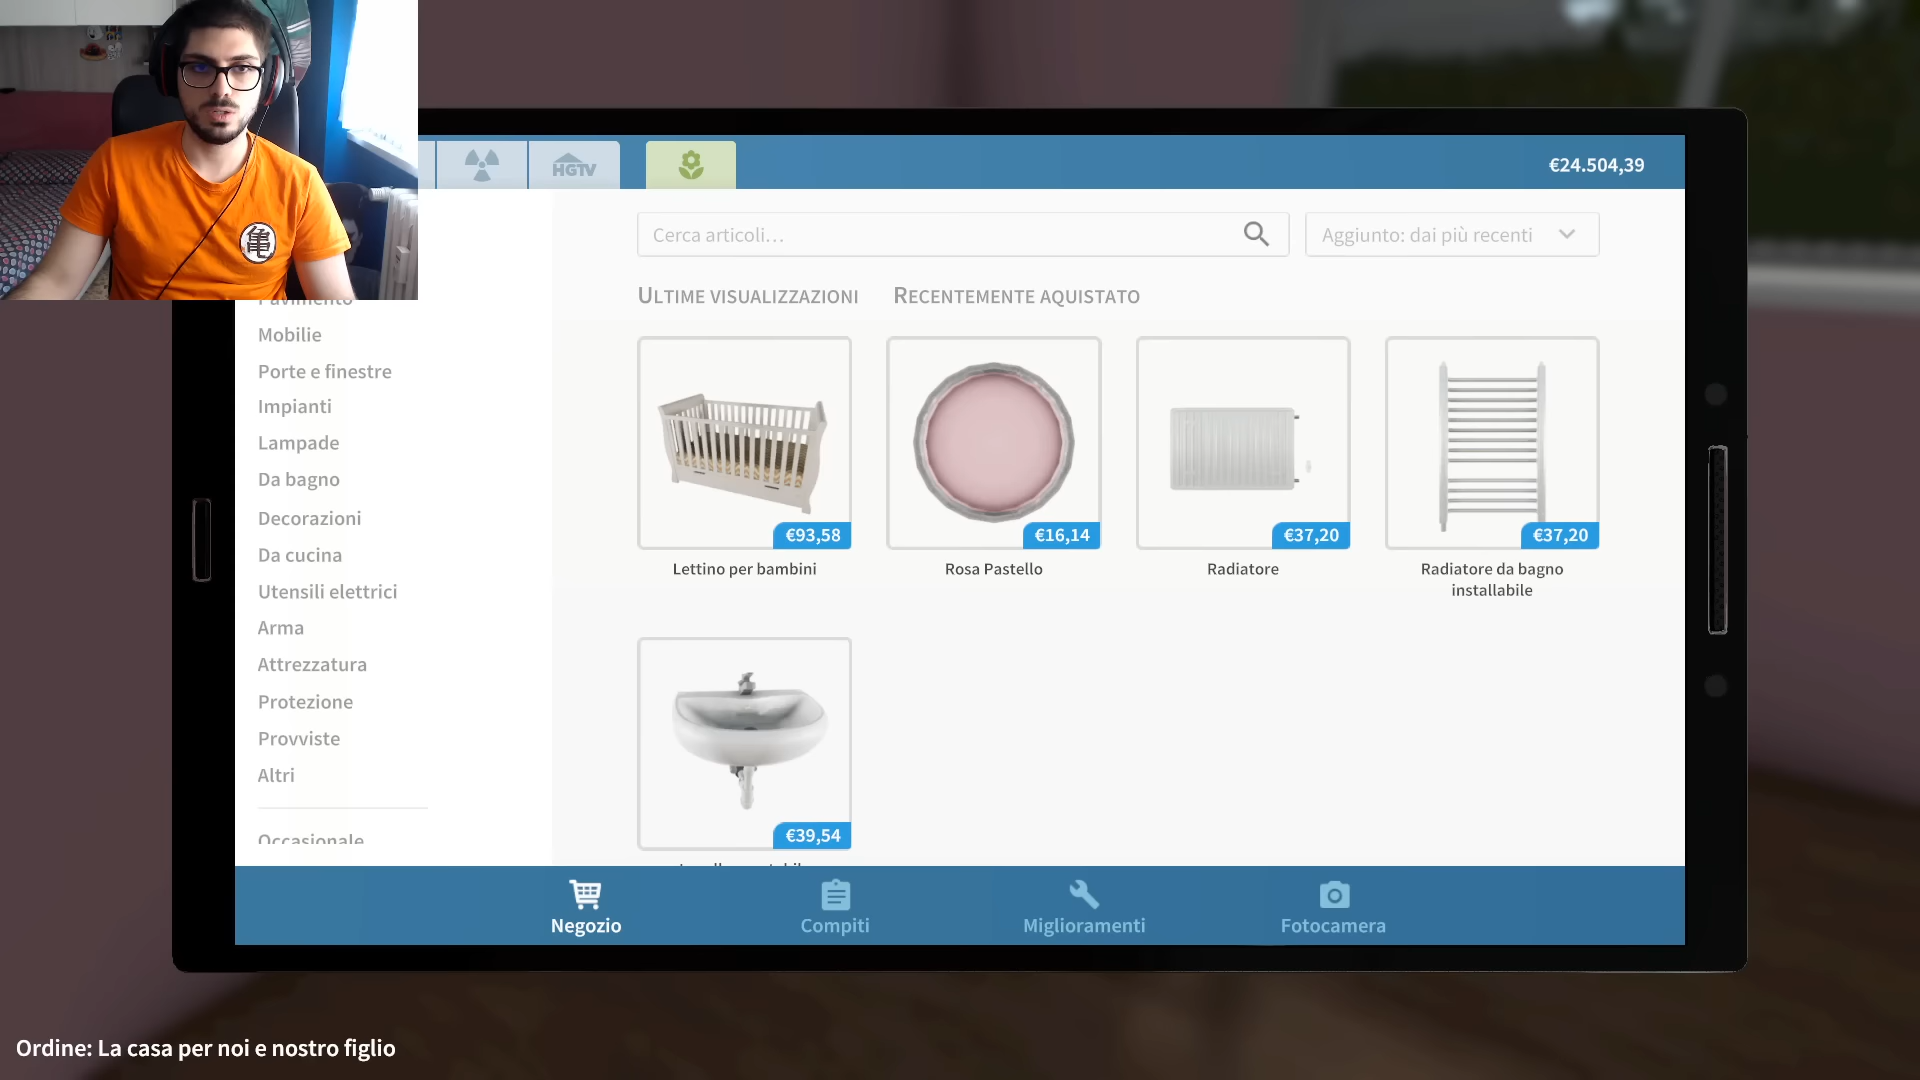 亀
HGTV
€24.504,39
Cerca articoli…
Aggiunto: dai più recenti
ULTIME VISUALIZZAZIONI
RECENTEMENTE AQUISTATO
Pavimento
Mobilie
Porte e finestre
Impianti
Lampade
Da bagno
Decorazioni
Da cucina
Utensili elettrici
Arma
Attrezzatura
Protezione
Provviste
Altri
Occasionale
€93,58
Lettino per bambini
€16,14
Rosa Pastello
€37,20
Radiatore
€37,20
Radiatore da bagno
installabile
€39,54
Negozio
Compiti
Miglioramenti
Fotocamera
Ordine: La casa per noi e nostro figlio